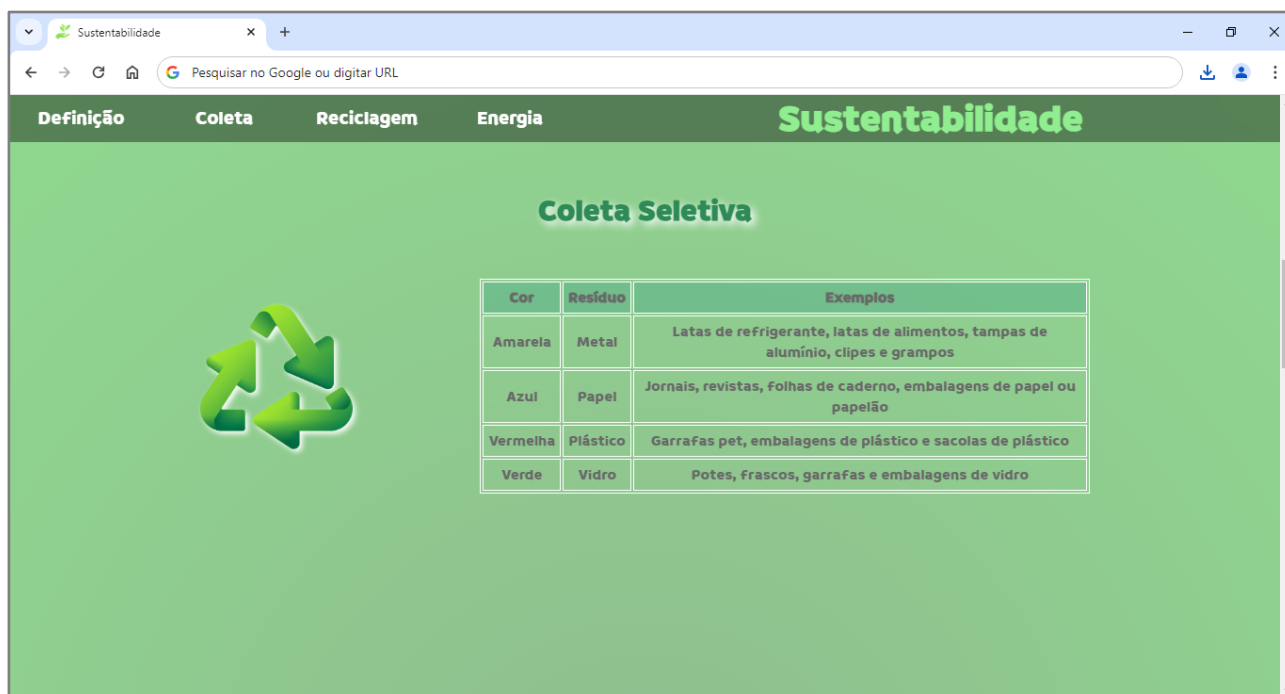 Sustentabilidade
Pesquisar no Google ou digitar URL
Definição Coleta Reciclagem Energia Sustentabilidade
Coleta Seletiva
Cor Resíduo Exemplos
Amarela Metal Latas de refrigerante, latas de alimentos, tampas de
alumínio, clipes e grampos
Azul Papel Jornais, revistas, folhas de caderno, embalagens de papel ou
papelão
Vermelha Plástico Garrafas pet, embalagens de plástico e sacolas de plástico
Verde Vidro Potes, frascos, garrafas e embalagens de vidro